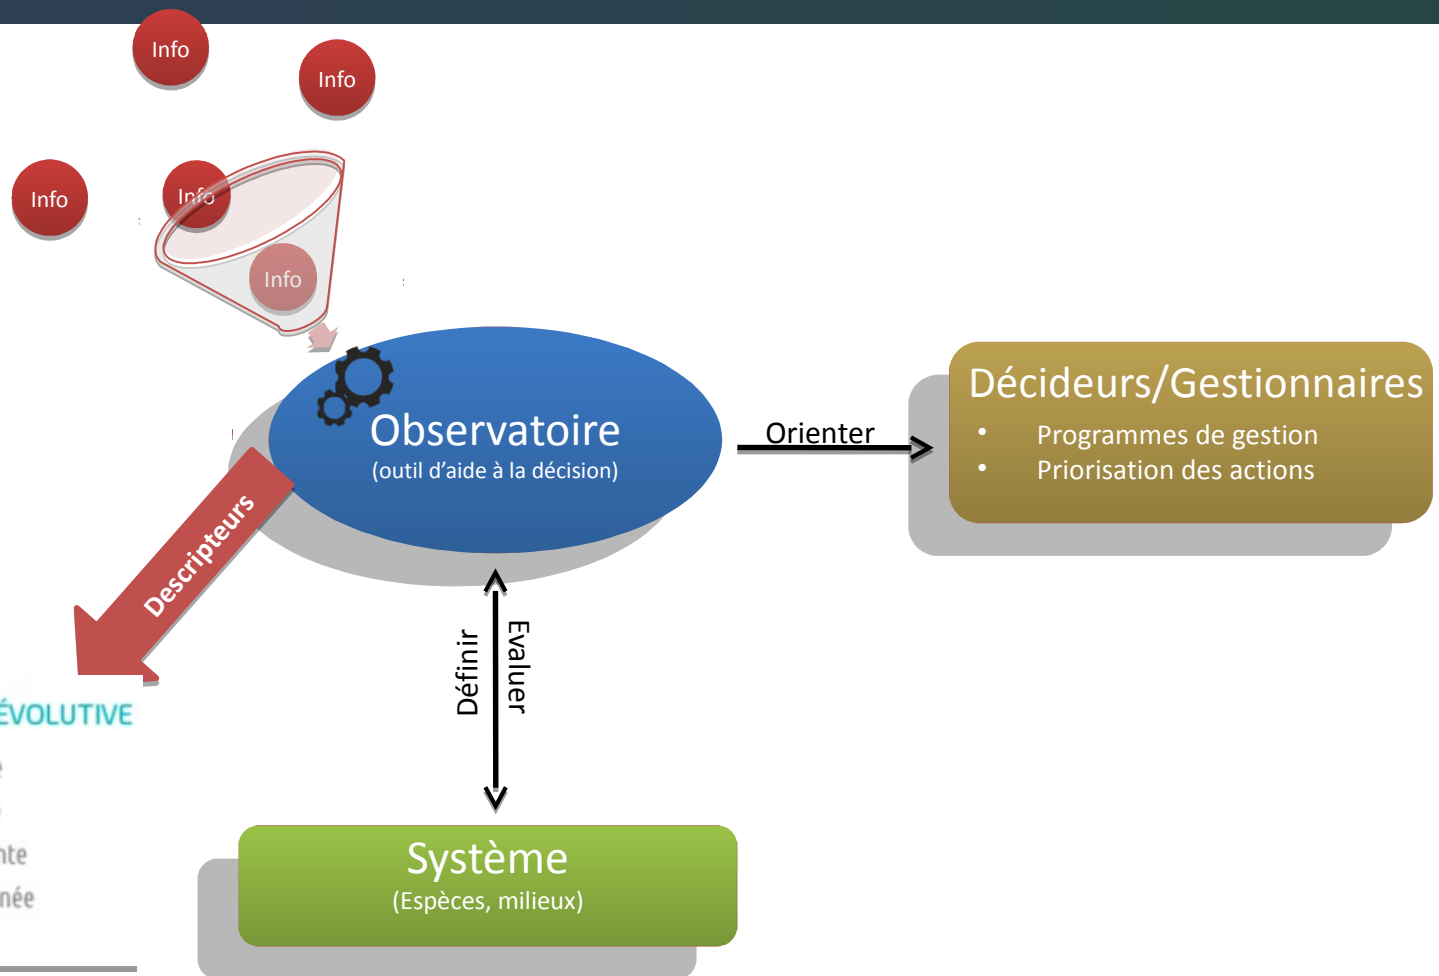 Info
Info
Info
Info
Info
Observatoire
(outil d'aide à la décision)
Orienter
Décideurs/Gestionnaires
• Programmes de gestion
• Priorisation des actions
Descripteurs
Définir
Evaluer
ÉVOLUTIVE
Système
(Espèces, milieux)